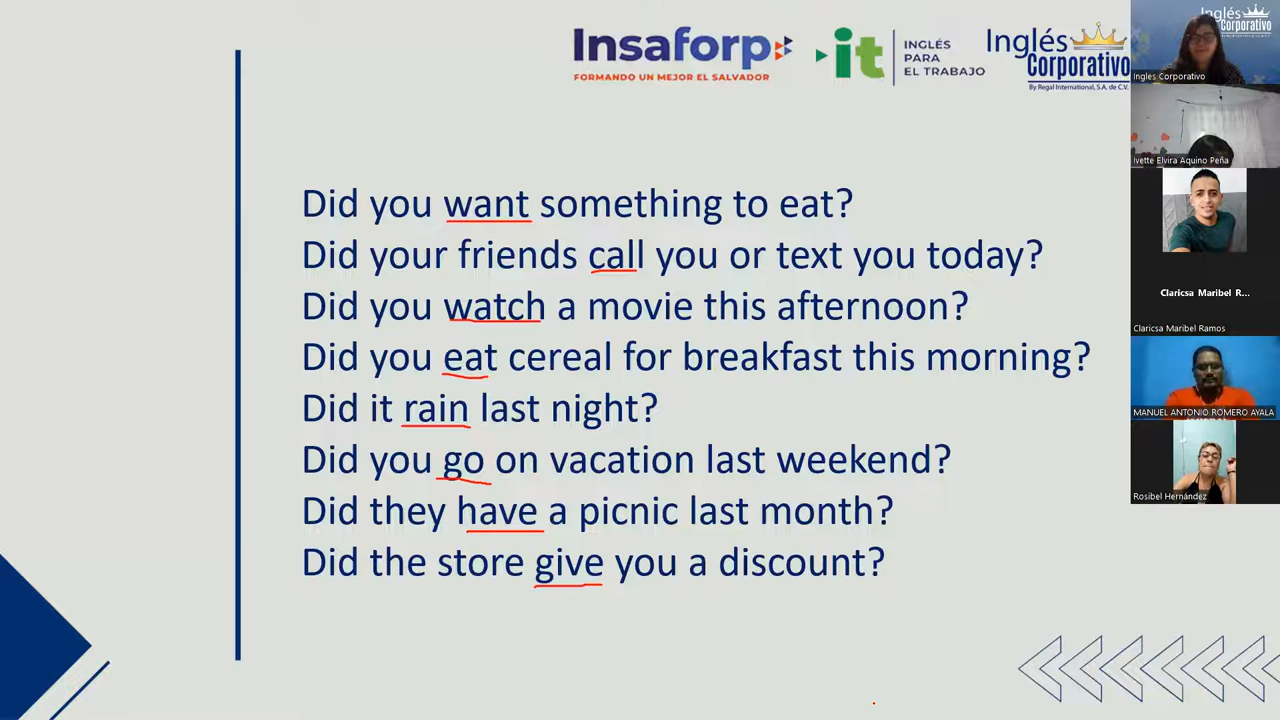 Insaforp
FORMANDO UN MEJOR EL SALVADOR
it
INGLÉS
PARA
EL TRABAJO
Inglés
Corporativo
By Regal International, S.A. de C.V.
Did you want something to eat?
Did your friends call you or text you today?
Did you watch a movie this afternoon?
Did you eat cereal for breakfast this morning?
Did it rain last night?
Did you go on vacation last weekend?
Did they have a picnic last month?
Did the store give you a discount?
Inglés
Corporativo
Ingles Corporativo
Ivette Elvira Aquino Peña
Claricsa Maribel R...
Claricsa Maribel Ramos
MANUEL ANTONIO ROMERO AYALA
Rosibel Hernández